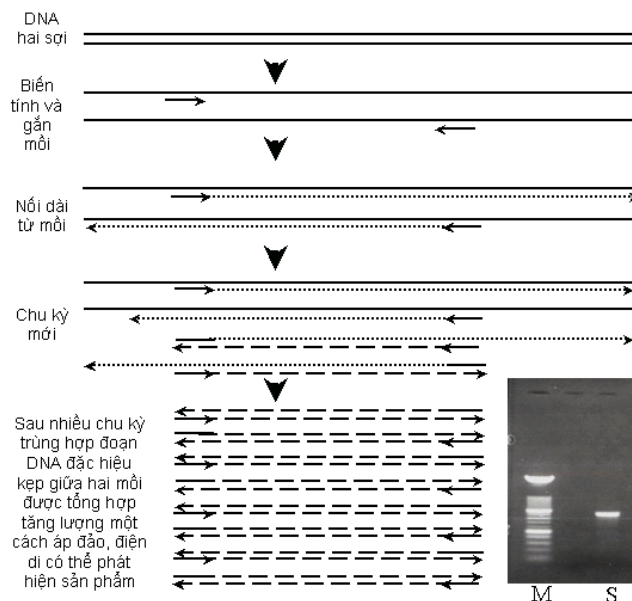 DNA
hai sợi
Biến
tính và
gắn
mồi
Nối dài
từ mồi
Chu kỳ
mới
Sau nhiều chu kỳ
trùng hợp đoạn
DNA đặc hiệu
kẹp giữa hai mồi
được tổng hợp
tăng lượng một
cách áp đảo, điện
di có thể phát
hiện sản phẩm
M S